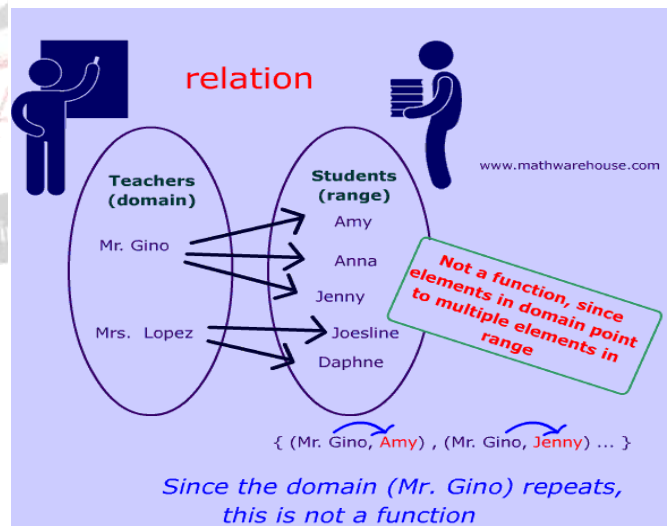 relation
www.mathwarehouse.com
Teachers
(domain)
Mr. Gino
Mrs. Lopez
Students
(range)
Amy
Anna
Jenny
Joesline
Daphne
Not a function, since
elements in domain point
to multiple elements in
range
{ (Mr. Gino, Amy) , (Mr. Gino, Jenny) ... }
Since the domain (Mr. Gino) repeats,
this is not a function